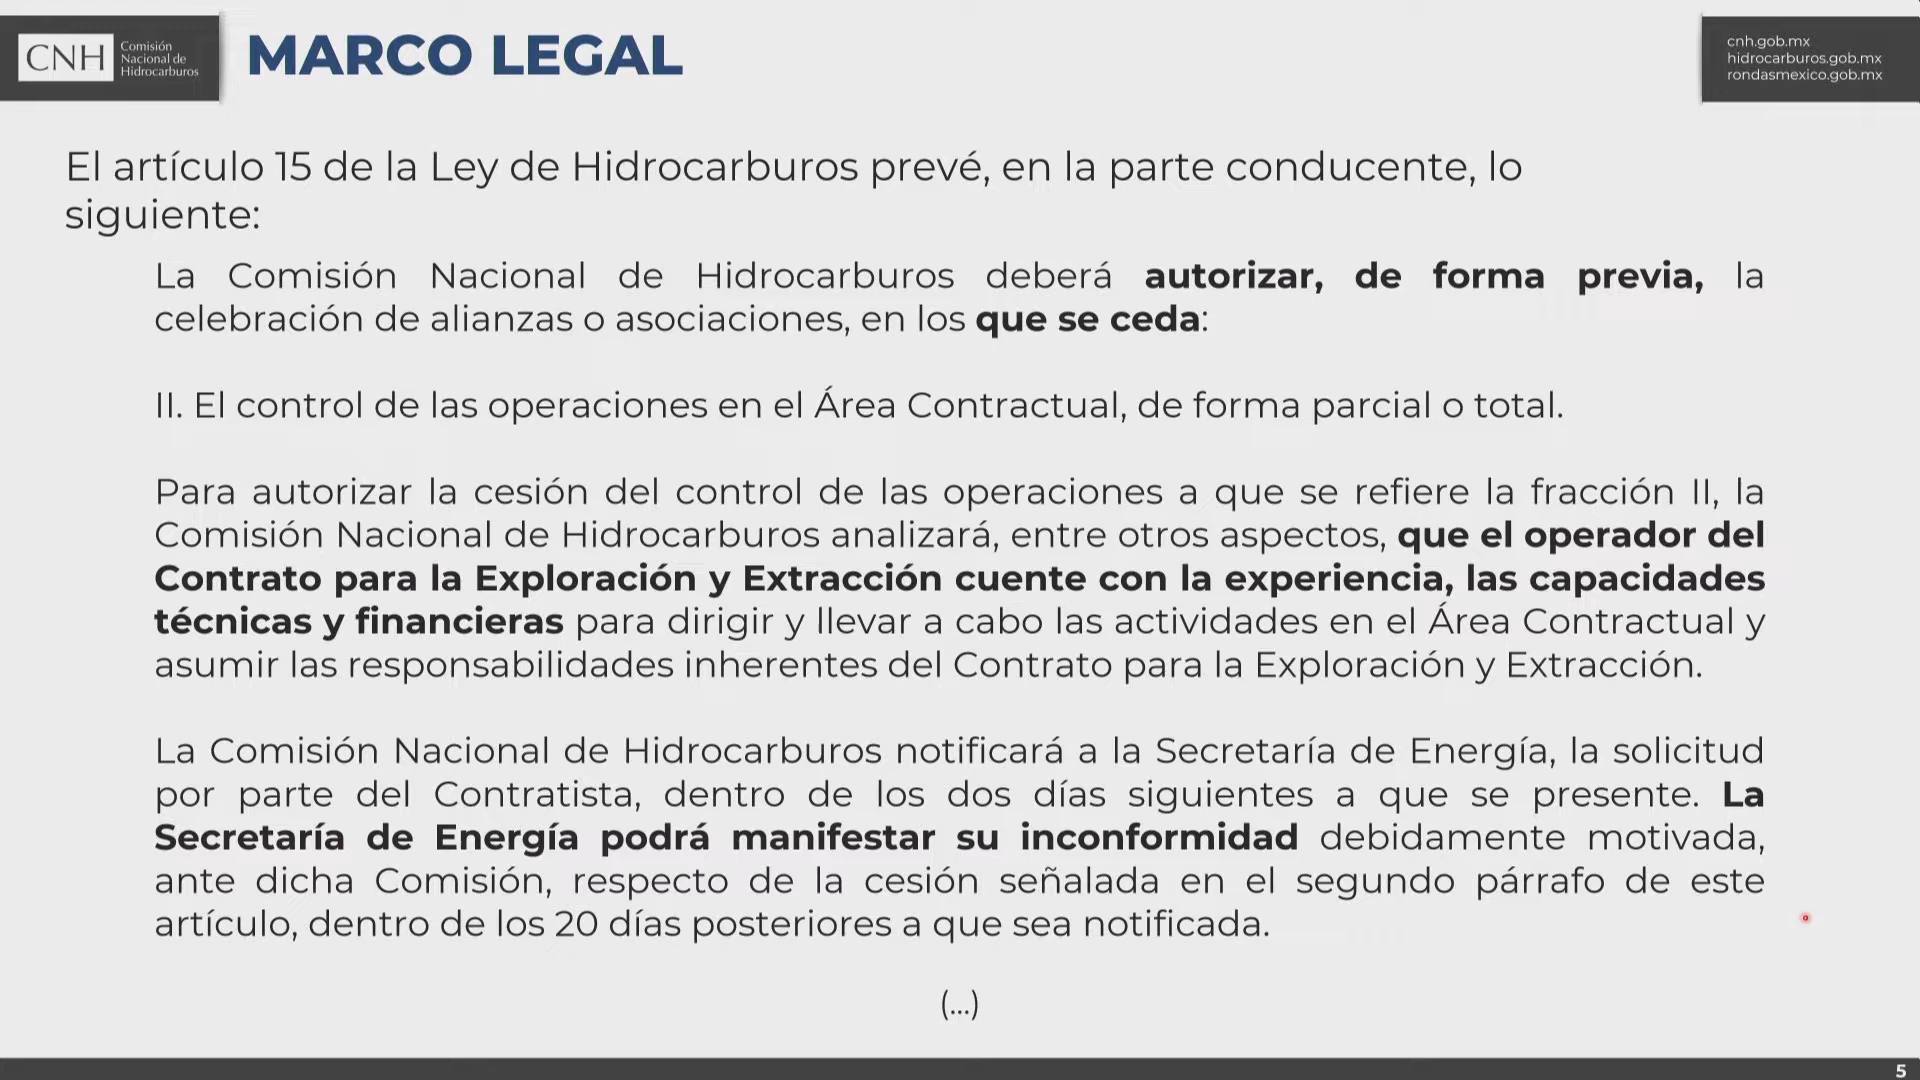 CNH
Comisión
Nacional de
Hidrocarburos
MARCO LEGAL
cnh.gob.mx
hidrocarburos.gob.mx
rondasmexico.gob.mx
El artículo 15 de la Ley de Hidrocarburos prevé, en la parte conducente, lo
siguiente:
La Comisión Nacional de Hidrocarburos deberá autorizar, de forma previa, la
celebración de alianzas o asociaciones, en los que se ceda:
II. El control de las operaciones en el Área Contractual, de forma parcial o total.
Para autorizar la cesión del control de las operaciones a que se refiere la fracción II, la
Comisión Nacional de Hidrocarburos analizará, entre otros aspectos, que el operador del
Contrato para la Exploración y Extracción cuente con la experiencia, las capacidades
técnicas y financieras para dirigir y llevar a cabo las actividades en el Área Contractual y
asumir las responsabilidades inherentes del Contrato para la Exploración y Extracción.
La Comisión Nacional de Hidrocarburos notificará a la Secretaría de Energía, la solicitud
por parte del Contratista, dentro de los dos días siguientes a que se presente. La
Secretaría de Energía podrá manifestar su inconformidad debidamente motivada,
ante dicha Comisión, respecto de la cesión señalada en el segundo párrafo de este
artículo, dentro de los 20 días posteriores a que sea notificada.
(...)
5